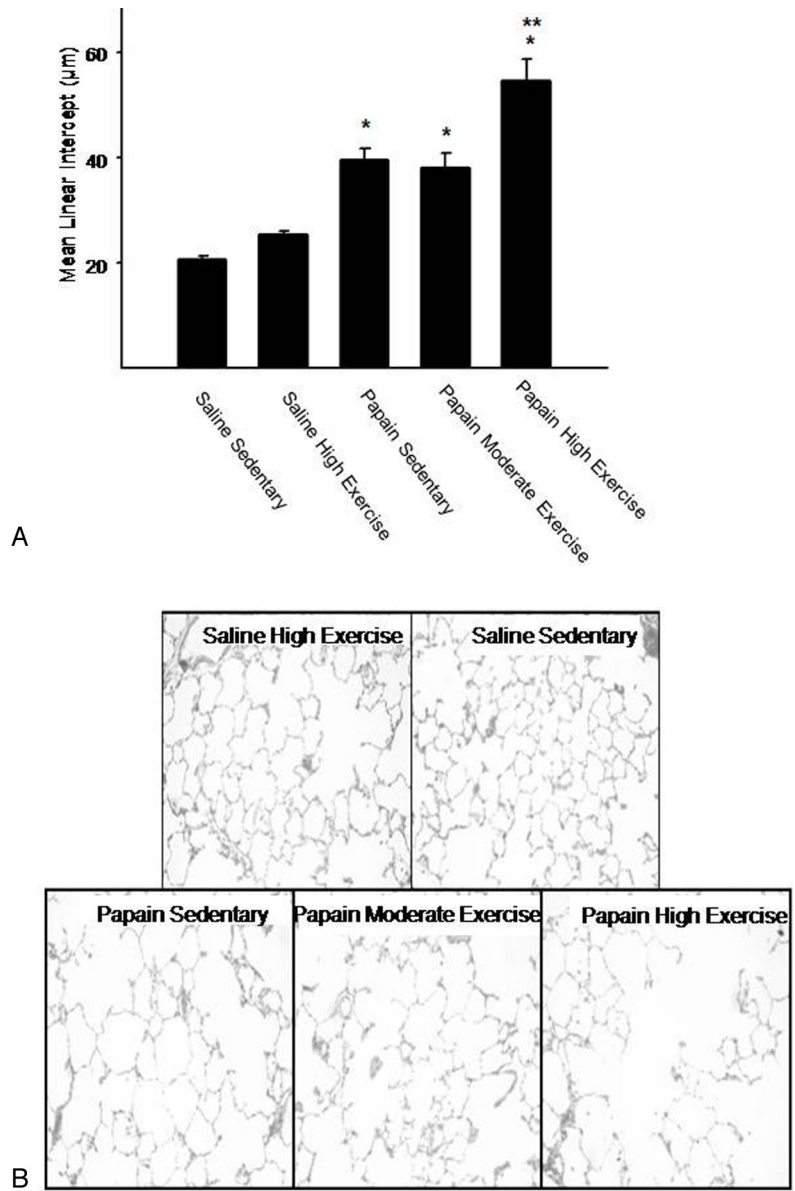 Mean Linear Intercept (µm)
60
40
20
*
*
**
*
Saline Sedentary
Saline High Exercise
Papain Sedentary
Papain Moderate Exercise
Papain High Exercise
A
Saline High Exercise
Saline Sedentary
Papain Sedentary
Papain Moderate Exercise
Papain High Exercise
B